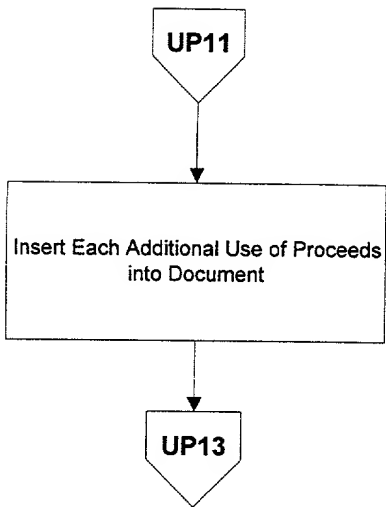 UP11
Insert Each Additional Use of Proceeds
into Document
UP13